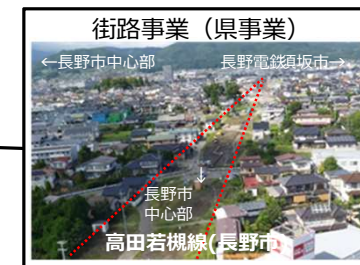 街路事業（県事業）
←長野市中心部
長野電鉄須坂市→
↓
長野市
中心部
高田若槻線(長野市